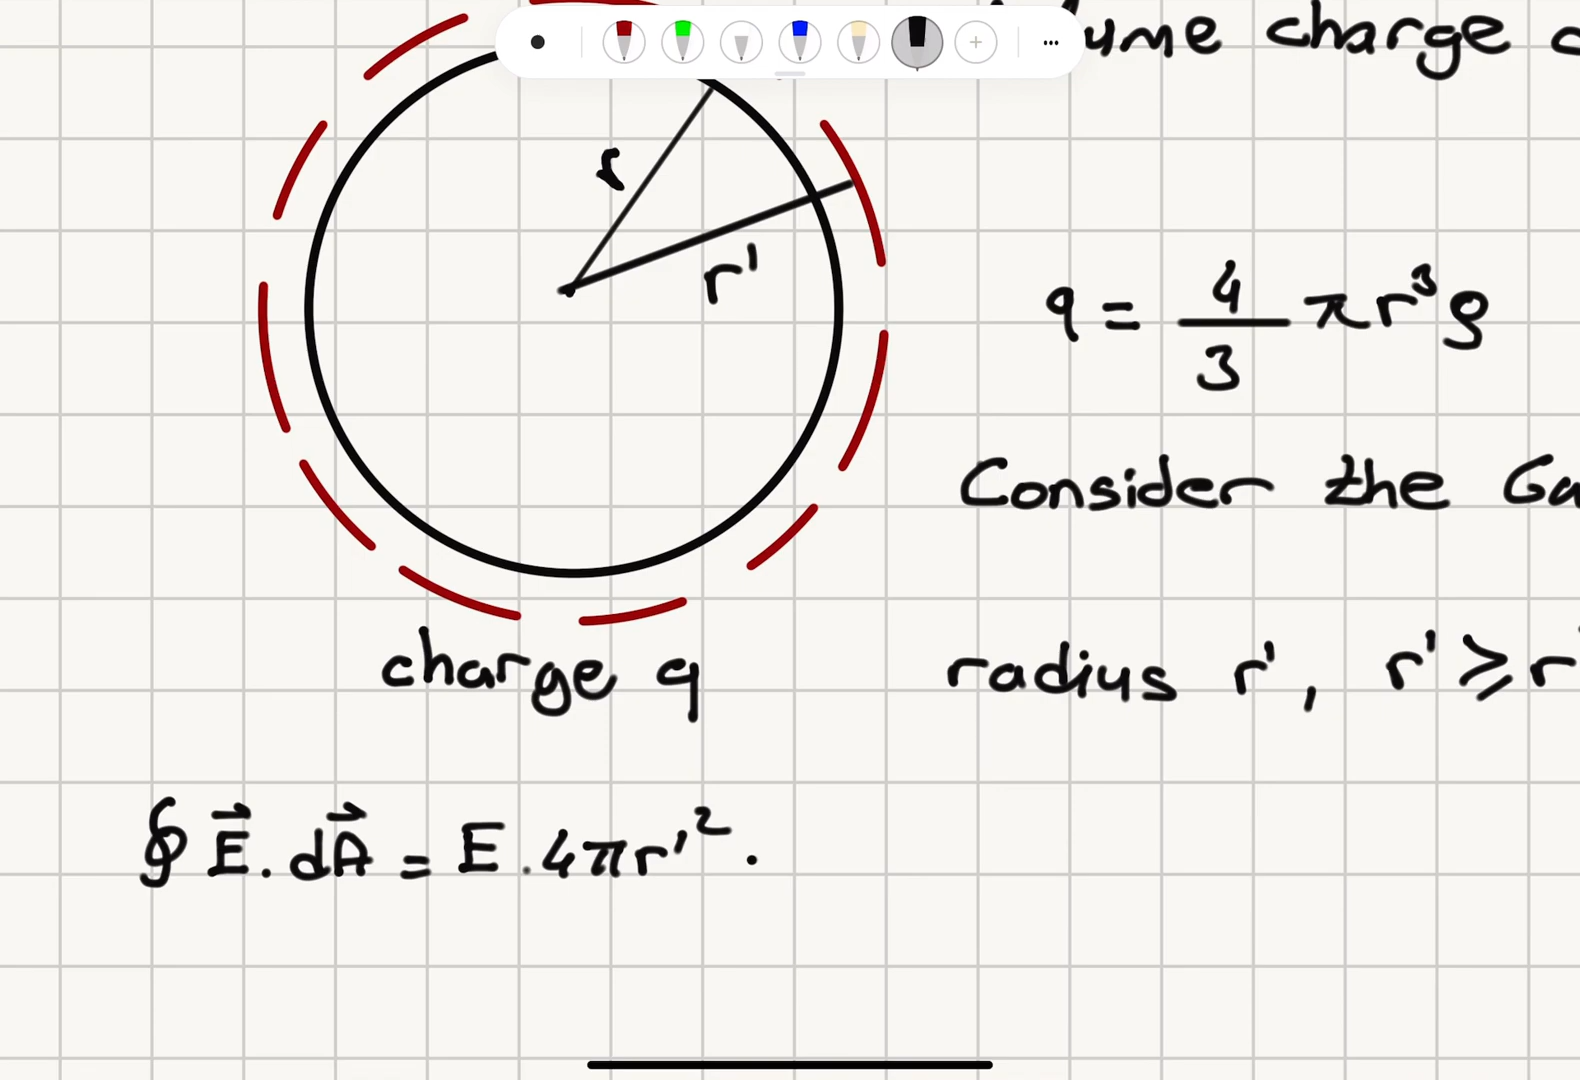 ume charge
r
r'
q = 4/3 πr³ρ
Consider the
radius r', r' ≥ r
charge q
∮ E⃗ . dA⃗ = E . 4πr'² .